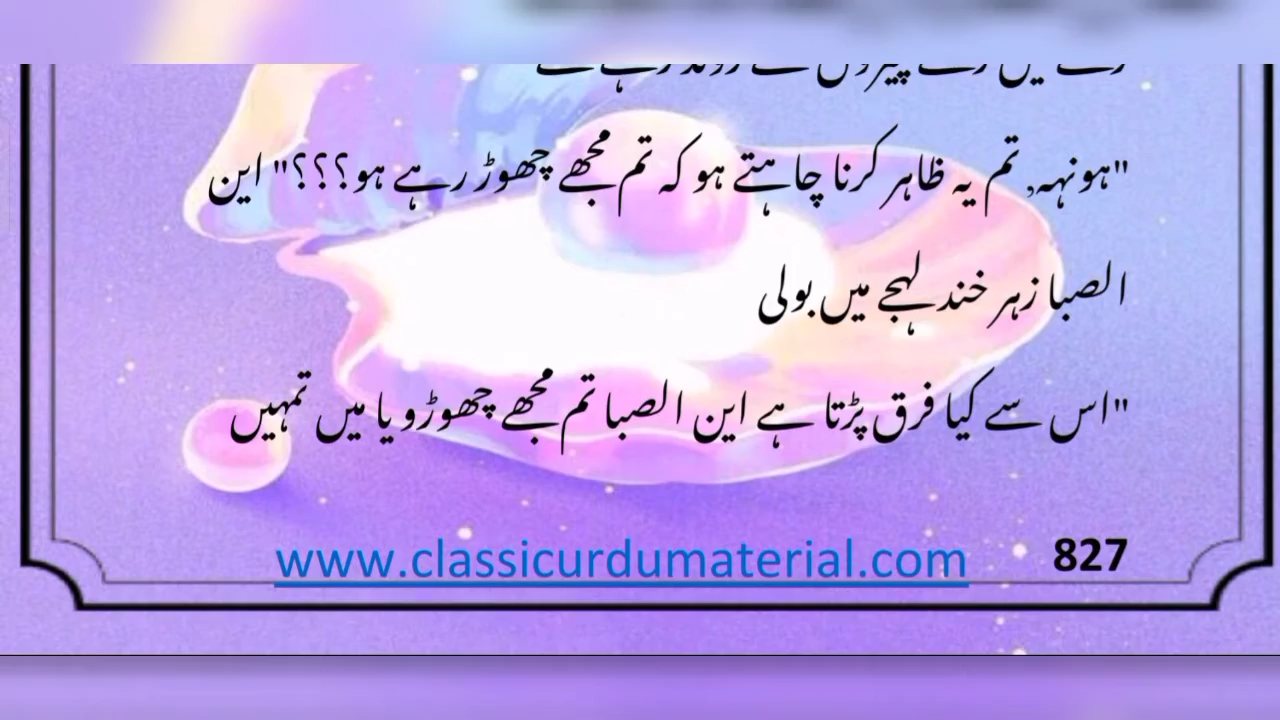 "ہونہہ, تم یہ ظاہر کرنا چاہتے ہو کہ تم مجھے چھوڑ رہے ہو؟؟؟" این
الصبا زہر خند لہجے میں بولی
"اس سے کیا فرق پڑتا ہے این الصبا تم مجھے چھوڑو یا میں تمہیں
www.classicurdumaterial.com 827